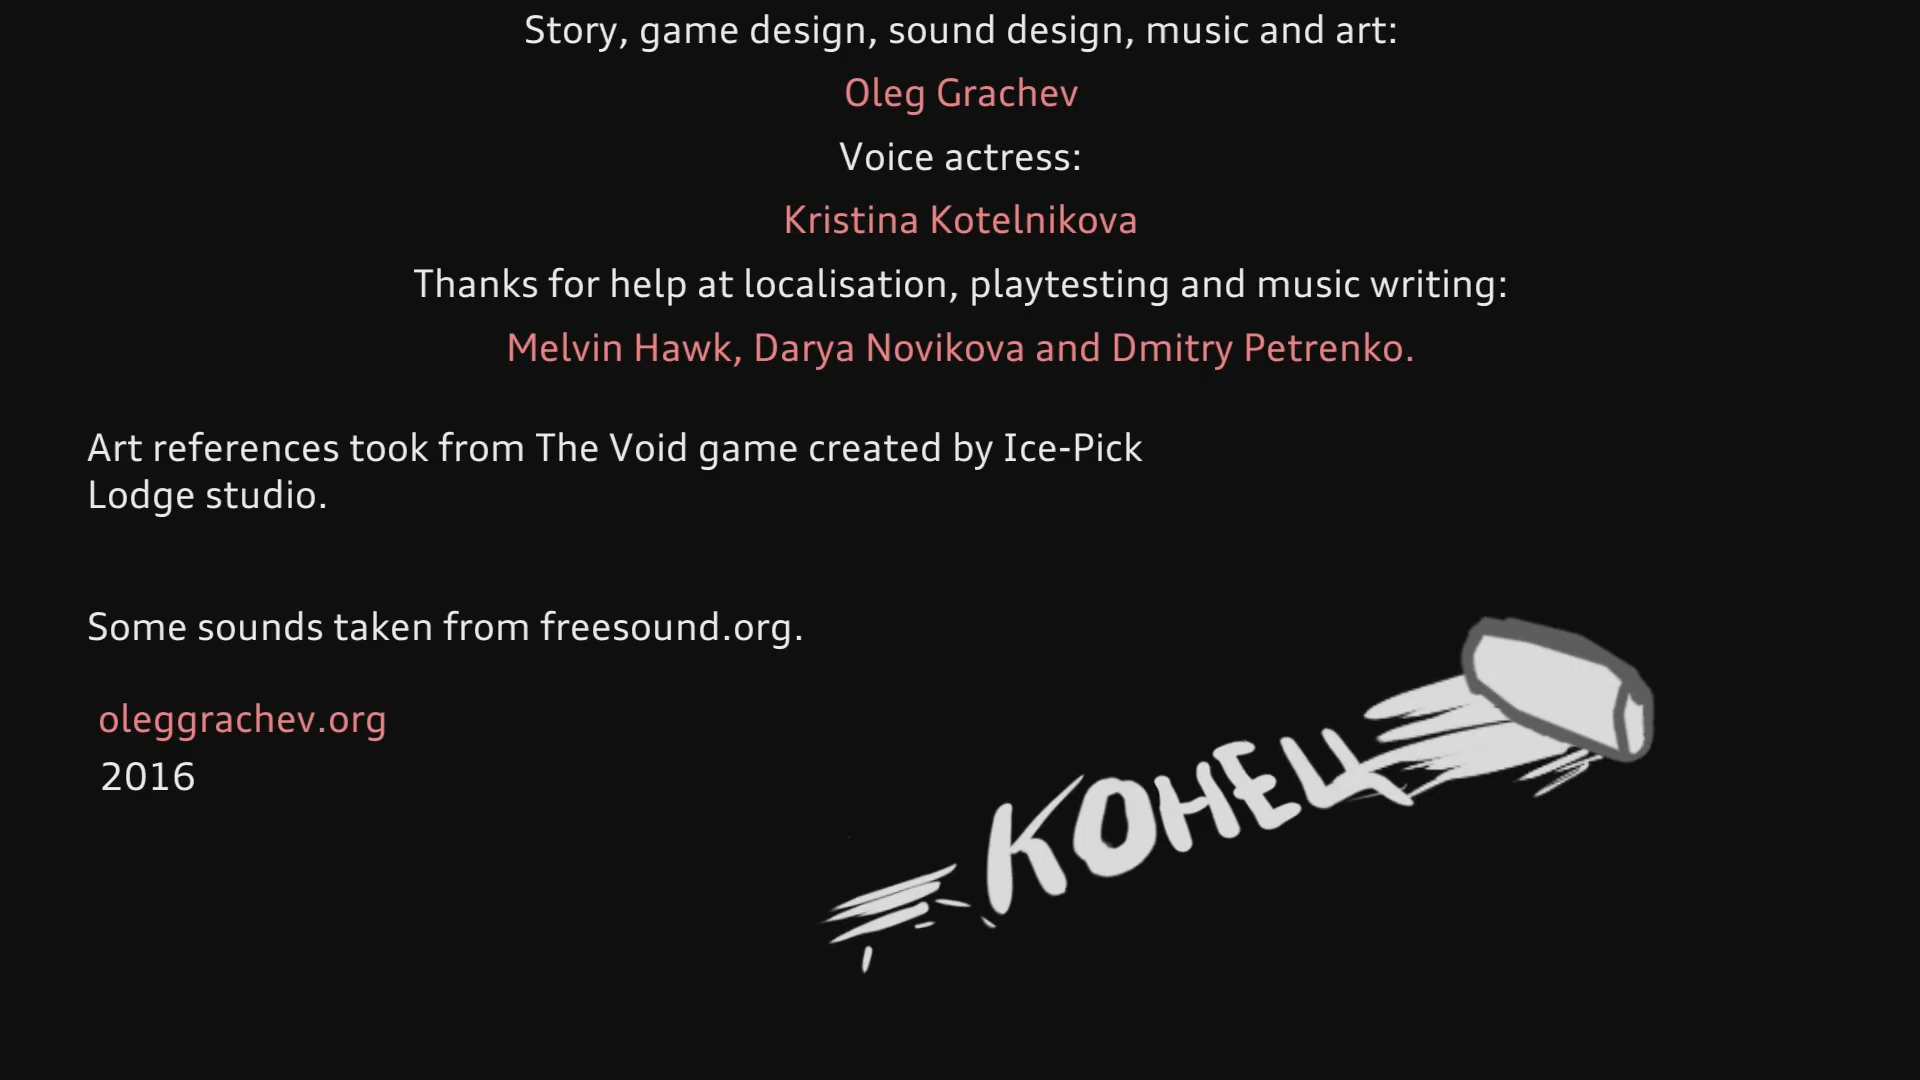 Story, game design, sound design, music and art:
Oleg Grachev
Voice actress:
Kristina Kotelnikova
Thanks for help at localisation, playtesting and music writing:
Melvin Hawk, Darya Novikova and Dmitry Petrenko.
Art references took from The Void game created by Ice-Pick
Lodge studio.
Some sounds taken from freesound.org.
oleggrachev.org
2016
КОНЕЦ